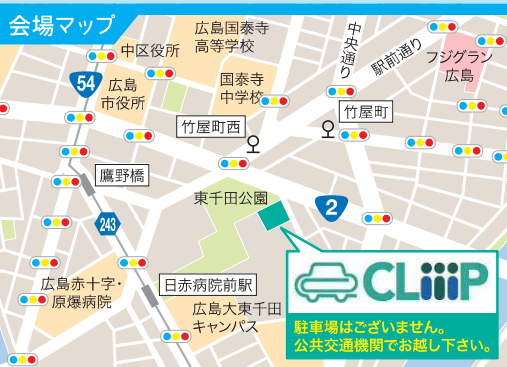 会場マップ
広島国泰寺
高等学校
中区役所
中央通り
駅前通り
フジグラン
広島
54
広島
市役所
国泰寺
中学校
竹屋町西
竹屋町
鷹野橋
東千田公園
2
243
広島赤十字・
原爆病院
日赤病院前駅
広島大東千田
キャンパス
CLiiiP
駐車場はございません。
公共交通機関でお越し下さい。